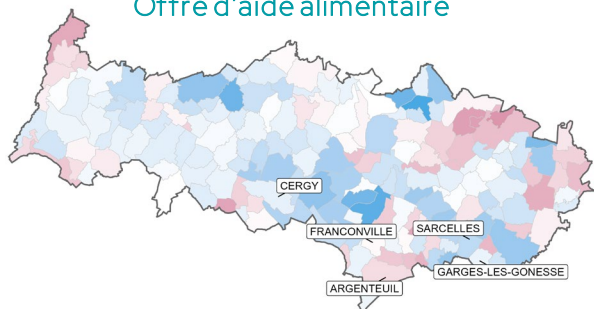 Offre d'aide alimentaire
CERGY
FRANCONVILLE
SARCELLES
GARGES-LES-GONESSE
ARGENTEUIL